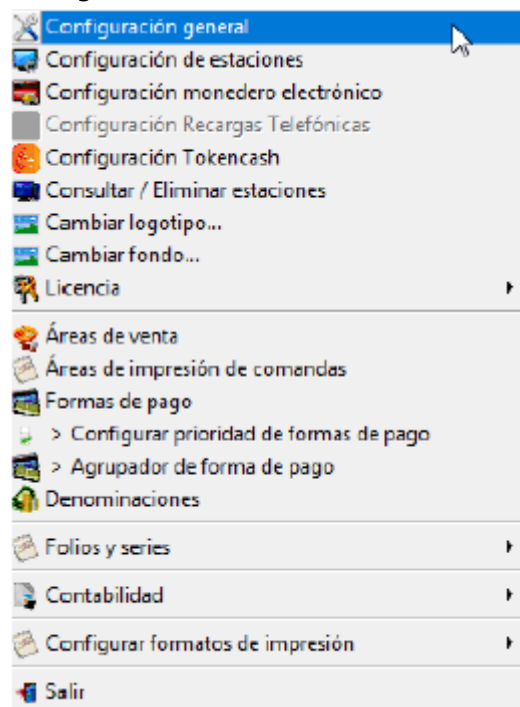 Configuración general
Configuración de estaciones
Configuración monedero electrónico
Configuración Recargas Telefónicas
Configuración Tokencash
Consultar / Eliminar estaciones
Cambiar logotipo...
Cambiar fondo...
Licencia
Áreas de venta
Áreas de impresión de comandas
Formas de pago
> Configurar prioridad de formas de pago
> Agrupador de forma de pago
Denominaciones
Folios y series
Contabilidad
Configurar formatos de impresión
Salir